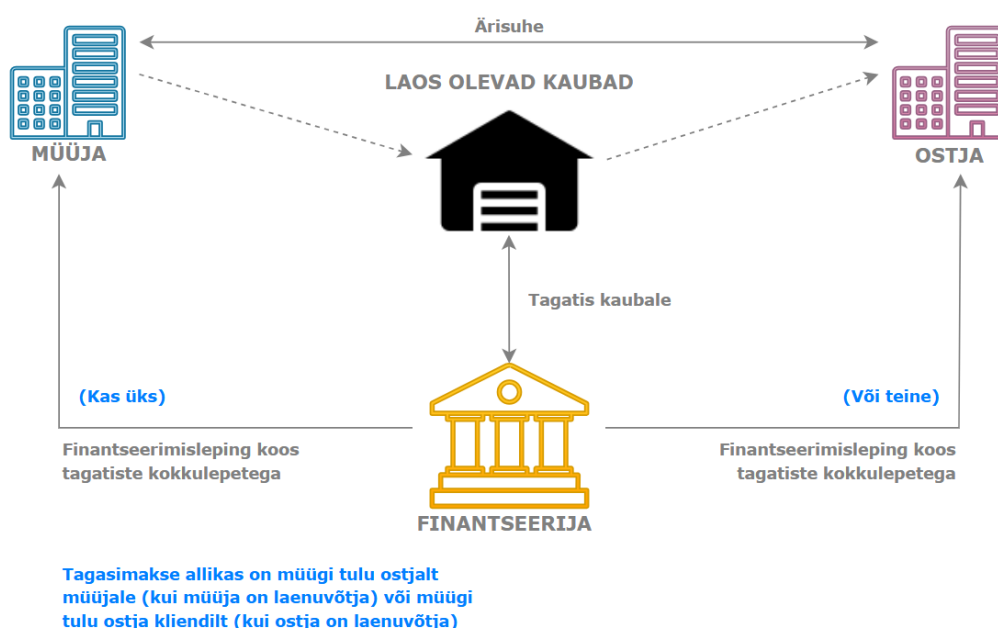 Ärisuhe
LAOS OLEVAD KAUBAD
MÜÜJA
OSTJA
Tagatis kaubale
(Kas üks)
(Või teine)
Finantseerimisleping koos
tagatiste kokkulepetega
Finantseerimisleping koos
tagatiste kokkulepetega
FINANTSEERIJA
Tagasimakse allikas on müügi tulu ostjalt
müüjale (kui müüja on laenuvõtja) või müügi
tulu ostja kliendilt (kui ostja on laenuvõtja)